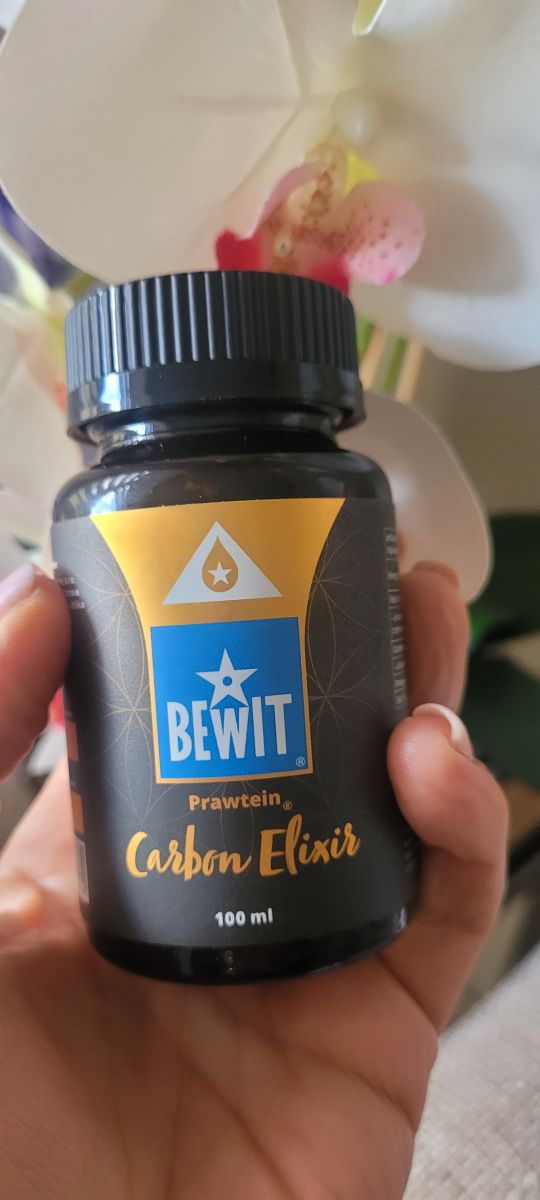 BEWIT®
Prawtein®
Carbon Elixir
100 ml